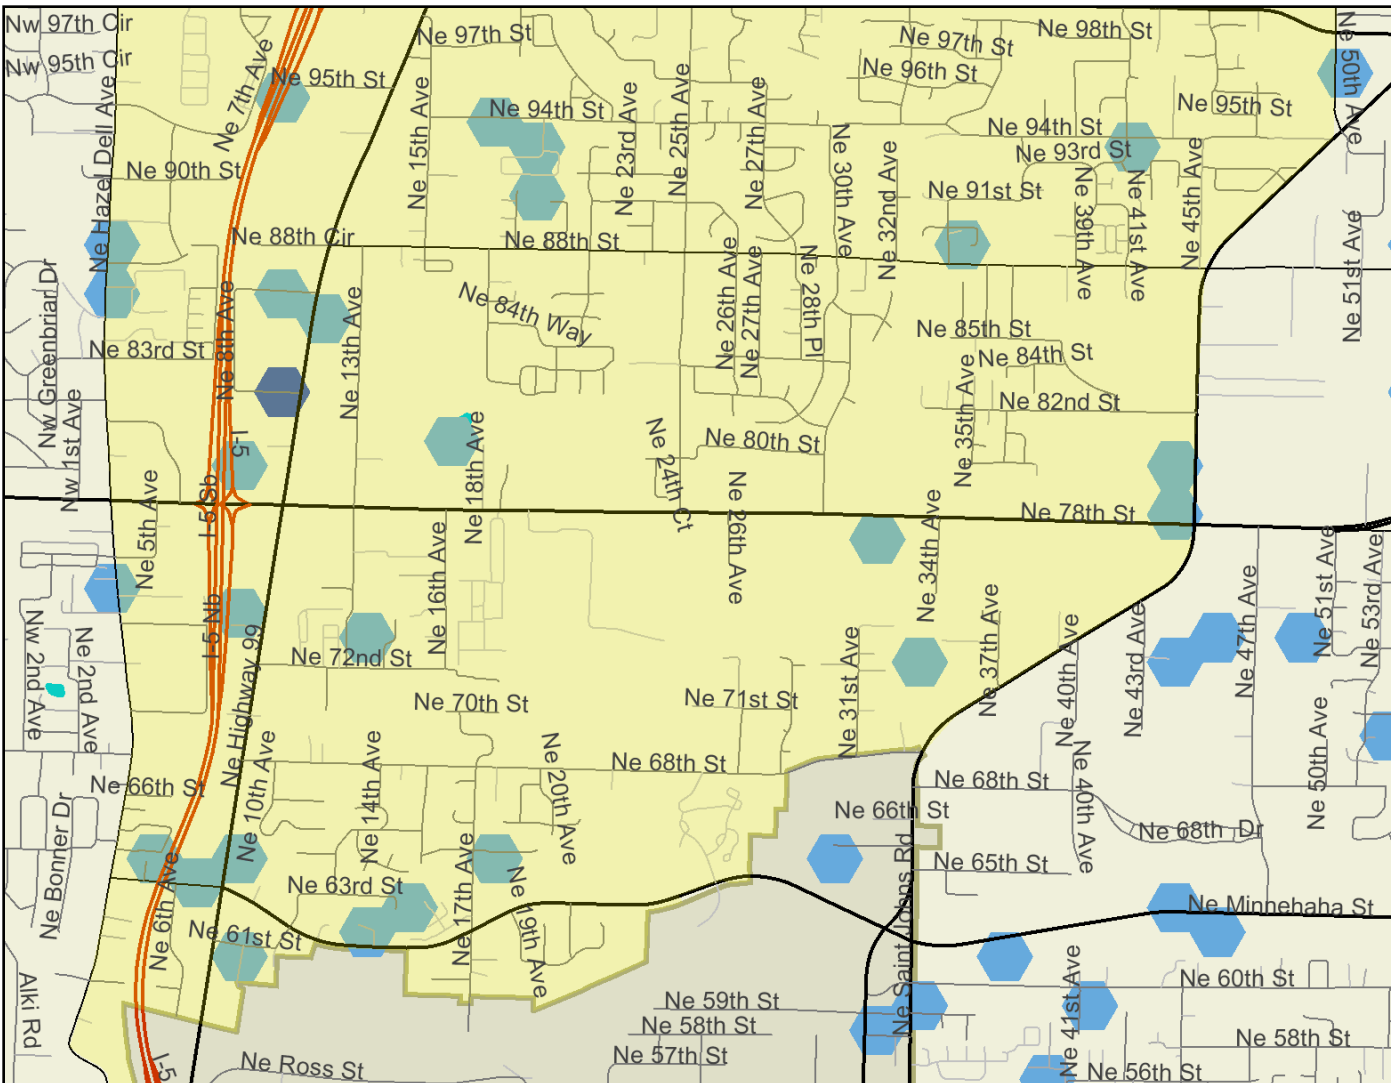 Nw 97th Cir
Ne 97th St
Ne 97th St
Ne 98th St
Ne 50th Ave
Nw 95th Cir
Ne 7th Ave
Ne 95th St
Ne 96th St
Ne 95th St
Ne Hazel Dell Ave
Ne 15th Ave
Ne 94th St
Ne 23rd Ave
Ne 25th Ave
Ne 27th Ave
Ne 94th St
Ne 93rd St
Ne 90th St
Ne 30th Ave
Ne 32nd Ave
Ne 91st St
Ne 39th Ave
Ne 41st Ave
Ne 45th Ave
Ne 88th Cir
Ne 88th St
Ne 51st Ave
Nw Greenbriar Dr
Ne 8th Ave
Ne 13th Ave
Ne 84th Way
Ne 26th Ave
Ne 27th Ave
Ne 28th Pl
Ne 85th St
Ne 83rd St
Ne 84th St
Nw 1st Ave
Ne 35th Ave
Ne 82nd St
I-5
Ne 18th Ave
Ne 24th Ct
Ne 80th St
Ne 5th Ave
I-5 Sb
Ne 26th Ave
Ne 34th Ave
Ne 78th St
Ne 16th Ave
Ne 51st Ave
Ne 53rd Ave
Nw 2nd Ave
Ne 2nd Ave
I-5 Nb
Ne Highway 99
Ne 72nd St
Ne 31st Ave
Ne 37th Ave
Ne 40th Ave
Ne 43rd Ave
Ne 47th Ave
Ne 70th St
Ne 71st St
Ne 50th Ave
Ne 66th St
Ne 10th Ave
Ne 14th Ave
Ne 20th Ave
Ne 68th St
Ne 68th St
Ne 40th Ave
Ne 66th St
Ne 68th Dr
Ne Bonner Dr
Ne 6th Ave
Ne 63rd St
Ne 17th Ave
Ne 19th Ave
Ne Saint Johns Rd
Ne 65th St
Ne Minnehaha St
Ne 61st St
Alki Rd
Ne 59th St
Ne 41st Ave
Ne 60th St
Ne 58th St
Ne 58th St
I-5
Ne Ross St
Ne 57th St
Ne 56th St